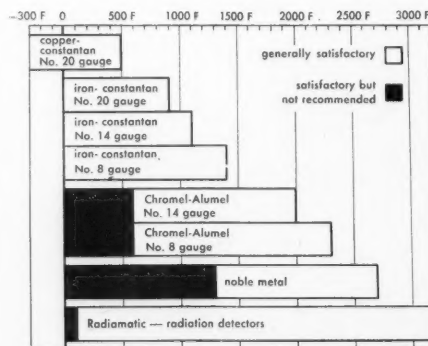 −300 F 0 500 F 1000 F 1500 F 2000 F . 2500 F 3000 F
copper-
constantan
No. 20 gauge
generally satisfactory
iron- constantan
No. 20 gauge
satisfactory but
not recommended
iron- constantan
No. 14 gauge
iron- constantan,
No. 8 gauge
Chromel-Alumel
No. 14 gauge
Chromel-Alumel
No. 8 gauge
noble metal
Radiamatic — radiation detectors